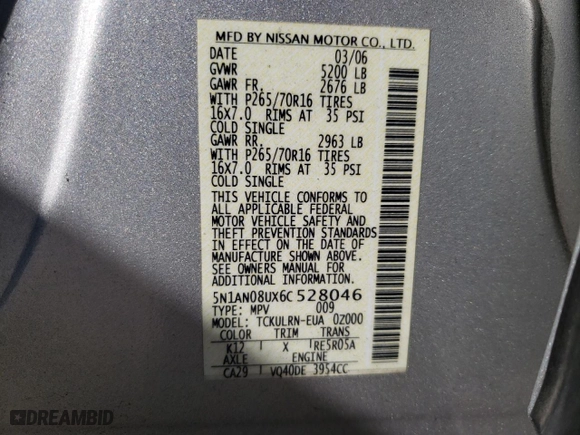 MFD BY NISSAN MOTOR CO., LTD.
DATE 03/06
GVWR 5200 LB
GAWR FR. 2676 LB
WITH P265/70R16 TIRES
16X7.0 RIMS AT 35 PSI
COLD SINGLE
GAWR RR. 2963 LB
WITH P265/70R16 TIRES
16X7.0 RIMS AT 35 PSI
COLD SINGLE
THIS VEHICLE CONFORMS TO
ALL APPLICABLE FEDERAL
MOTOR VEHICLE SAFETY AND
THEFT PREVENTION STANDARDS
IN EFFECT ON THE DATE OF
MANUFACTURE SHOWN ABOVE.
SEE OWNERS MANUAL FOR
ADDITIONAL INFORMATION
5N1AN08UX6C528046
TYPE: MPV 009
MODEL: TCKULRN-EUA 0Z000
COLOR TRIM TRANS
K12 X RE5R05A
AXLE ENGINE
CA29 VQ40DE 3954CC
DREAMBID